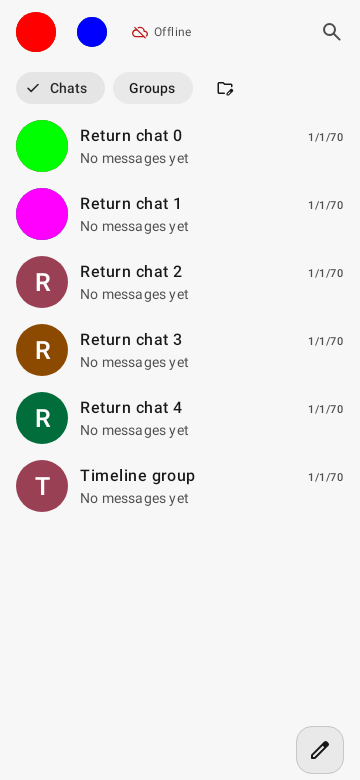 Offline
Chats
Groups
Return chat 0
1/1/70
No messages yet
Return chat 1
1/1/70
No messages yet
R
Return chat 2
1/1/70
No messages yet
R
Return chat 3
1/1/70
No messages yet
R
Return chat 4
1/1/70
No messages yet
T
Timeline group
1/1/70
No messages yet